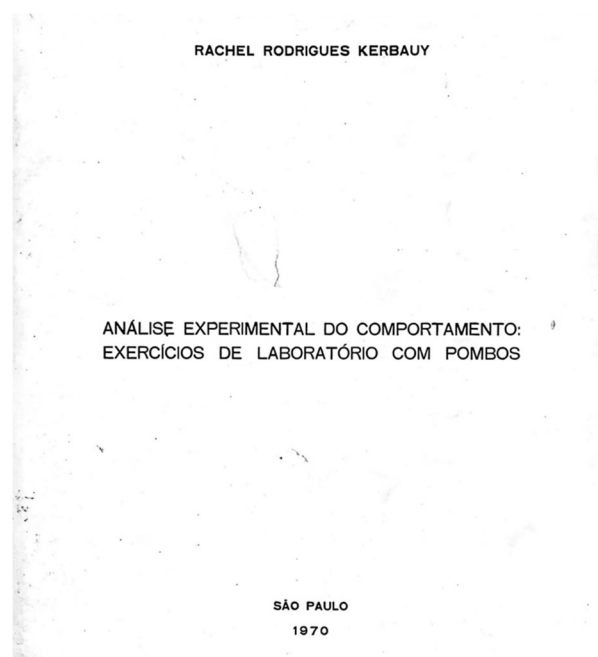 RACHEL RODRIGUES KERBAUY
ANÁLISE EXPERIMENTAL DO COMPORTAMENTO:
EXERCÍCIOS DE LABORATÓRIO COM POMBOS
SÃO PAULO
1970